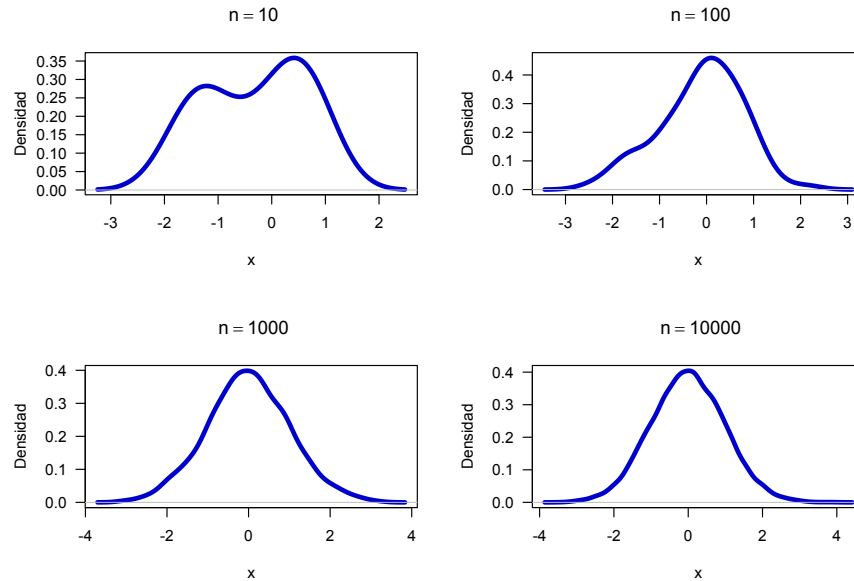 n = 10
Densidad
0.35
0.30
0.25
0.20
0.15
0.10
0.05
0.00
-3 -2 -1 0 1 2
x
n = 100
Densidad
0.4
0.3
0.2
0.1
0.0
-3 -2 -1 0 1 2 3
x
n = 1000
Densidad
0.4
0.3
0.2
0.1
0.0
-4 -2 0 2 4
x
n = 10000
Densidad
0.4
0.3
0.2
0.1
0.0
-4 -2 0 2 4
x